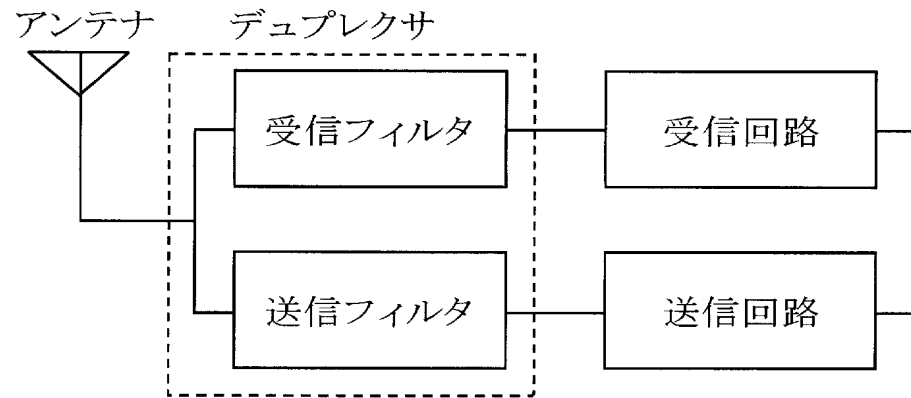 アンテナ
デュプレクサ
受信フィルタ
受信回路
送信フィルタ
送信回路